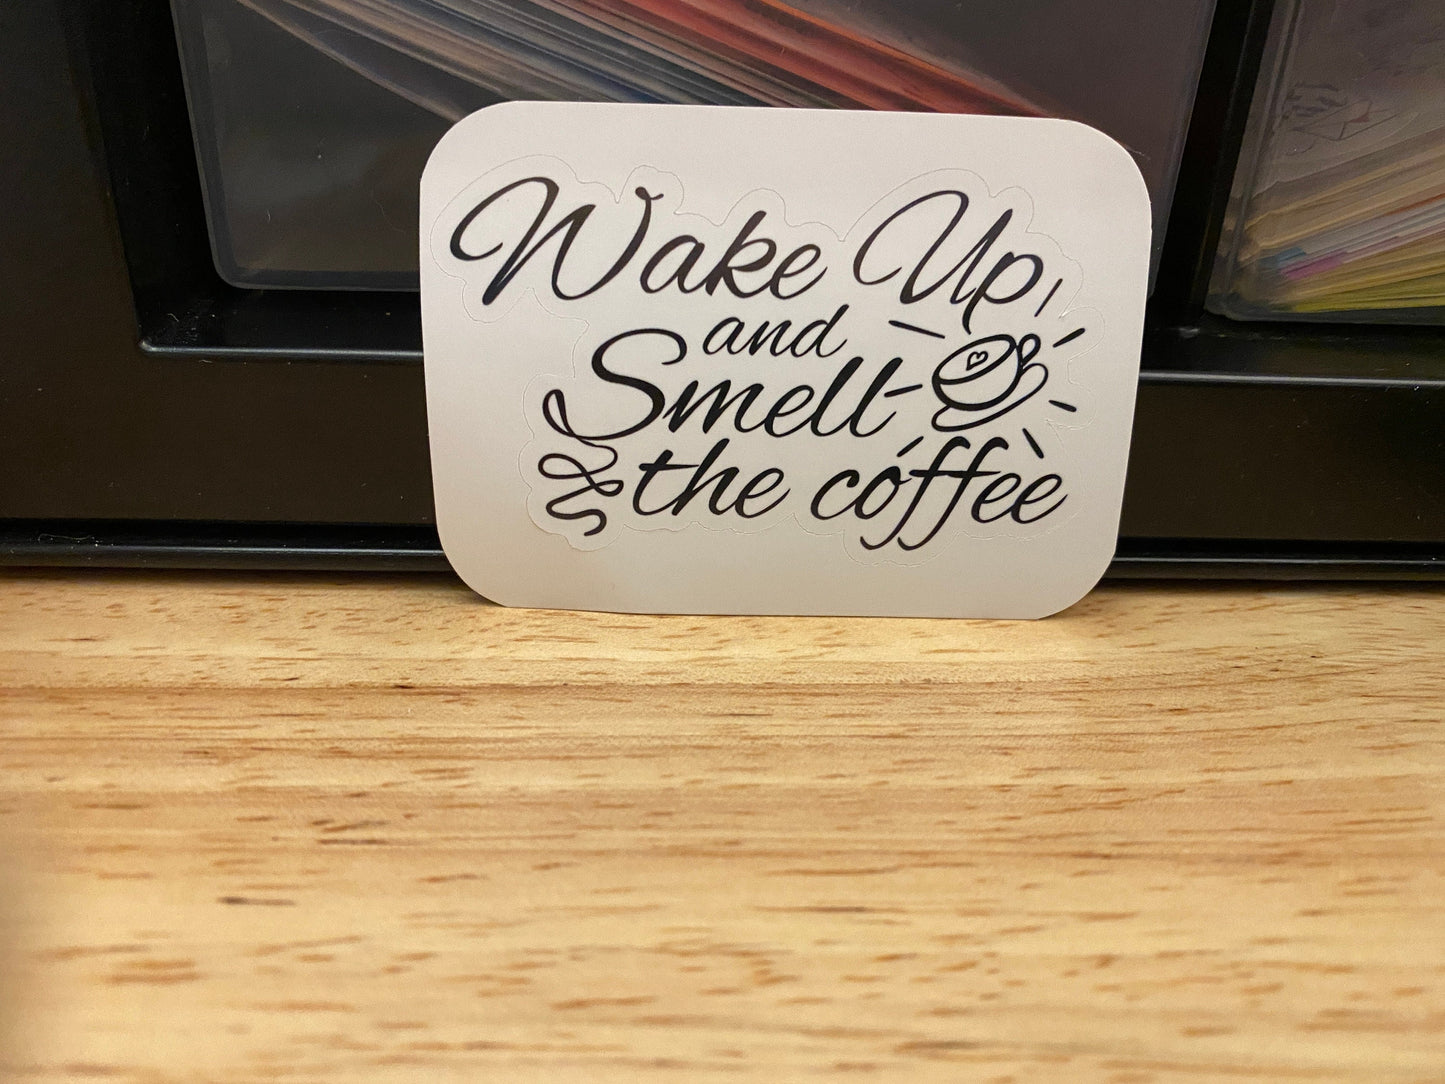 Wake Up
and
Smell
the coffee